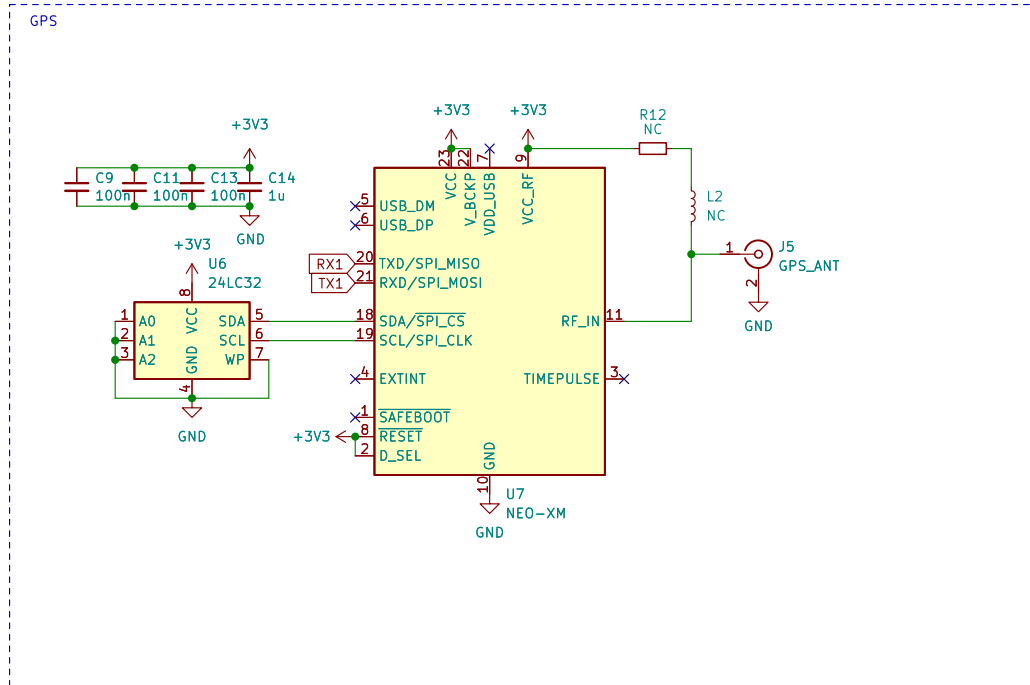 GPS
+3V3
C9
100n
C11
100n
C13
100n
C14
1u
GND
+3V3
U6
24LC32
8
VCC
1 A0
2 A1
3 A2
SDA 5
SCL 6
WP 7
GND
4
GND
+3V3
+3V3
23
22
7
9
VCC
V_BCKP
VDD_USB
VCC_RF
5 USB_DM
6 USB_DP
RX1 20 TXD/SPI_MISO
TX1 21 RXD/SPI_MOSI
18 SDA/SPI_CS
19 SCL/SPI_CLK
4 EXTINT
1 SAFEBOOT
+3V3 8 RESET
2 D_SEL
RF_IN 11
TIMEPULSE 3
GND
10
U7
NEO-XM
GND
R12
NC
L2
NC
1
J5
GPS_ANT
2
GND